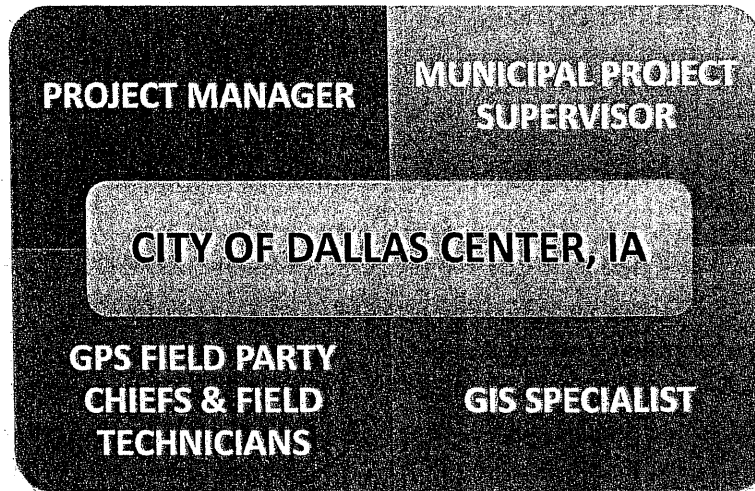 PROJECT MANAGER
MUNICIPAL PROJECT
SUPERVISOR
CITY OF DALLAS CENTER, IA
GPS FIELD PARTY
CHIEFS & FIELD
TECHNICIANS
GIS SPECIALIST